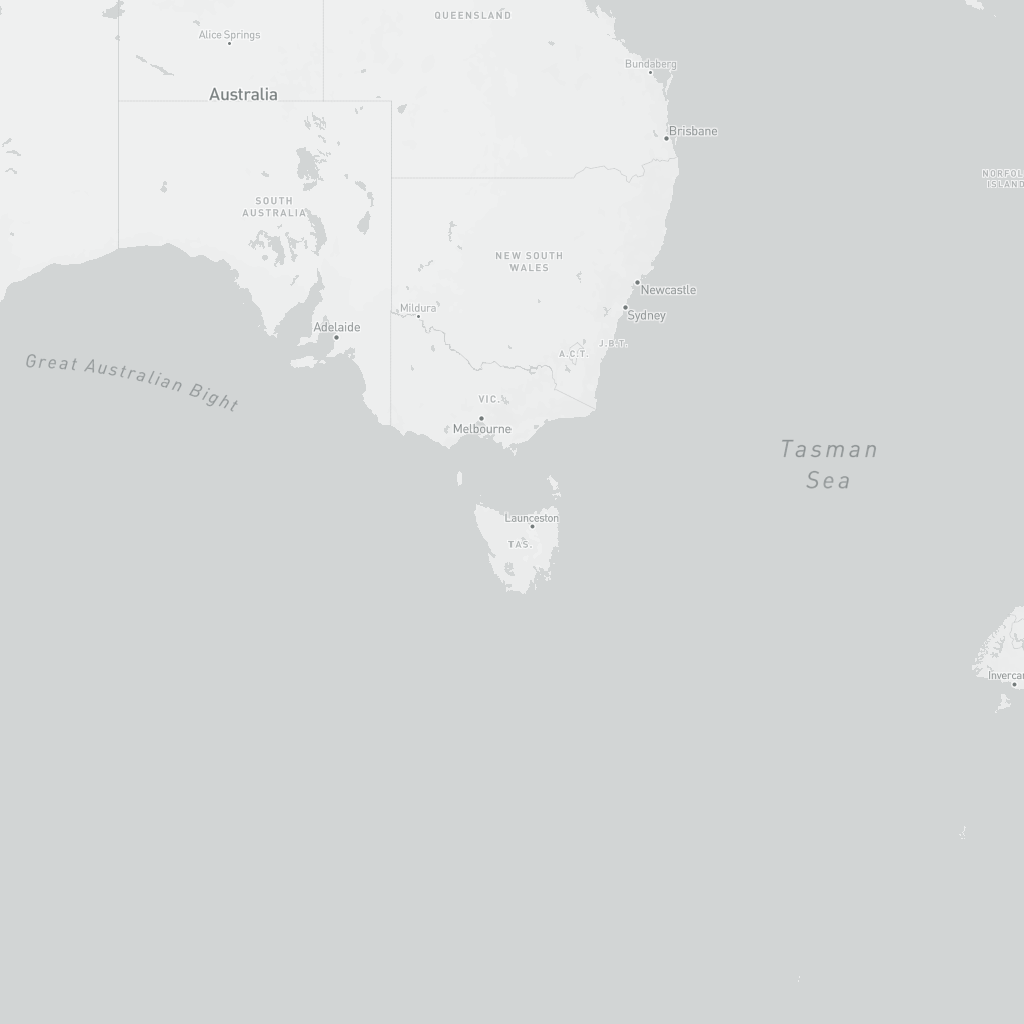 QUEENSLAND
Alice Springs
Bundaberg
Australia
Brisbane
NORFOL
ISLAND
SOUTH
AUSTRALIA
NEW SOUTH
WALES
Newcastle
Mildura
Sydney
Adelaide
J.B.T.
A.C.T.
Great Australian Bight
VIC.
Melbourne
Tasman
Sea
Launceston
TAS.
Invercar